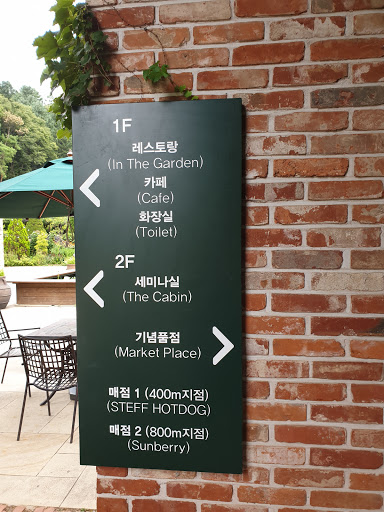 1F
레스토랑
(In The Garden)
카페
(Cafe)
화장실
(Toilet)
2F
세미나실
(The Cabin)
기념품점
(Market Place)
매점 1 (400m지점)
(STEFF HOTDOG)
매점 2 (800m지점)
(Sunberry)